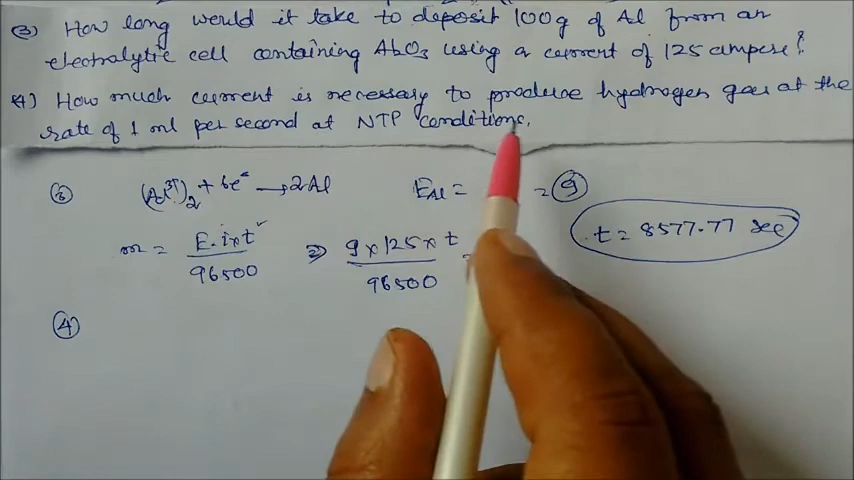 (3) How long would it take to deposit 100g of Al from an
electrolytic cell containing Al2O3 using a current of 125 ampere?
(4) How much current is necessary to produce hydrogen gas at the
rate of 1 ml per second at NTP conditions.
(3) (Al3+)2 + 6e- → 2Al EAl = = 9
m = E.i×t / 96500 ⇒ 9×125×t / 96500 t = 8577.77 sec
(4)